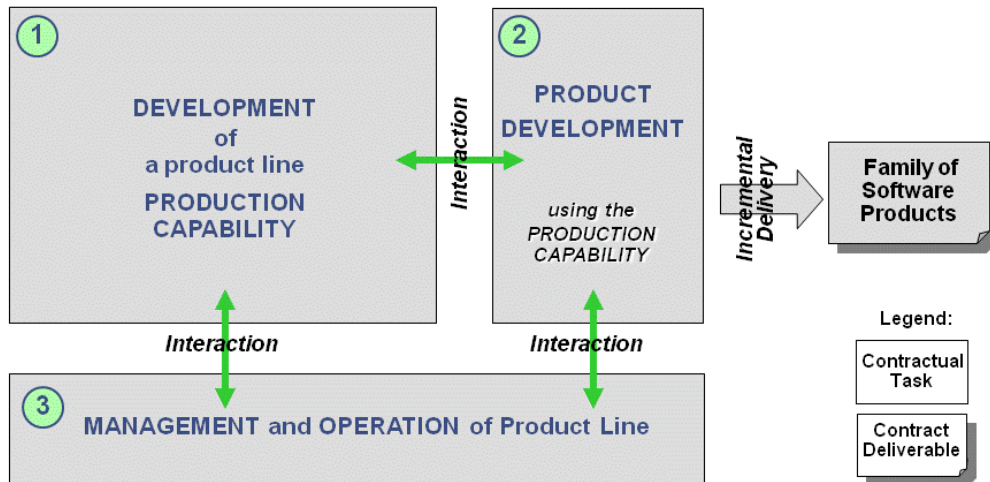 1
DEVELOPMENT
of
a product line
PRODUCTION
CAPABILITY
Interaction
2
PRODUCT
DEVELOPMENT
using the
PRODUCTION
CAPABILITY
Incremental
Delivery
Family of
Software
Products
Interaction
Interaction
3
MANAGEMENT and OPERATION of Product Line
Legend:
Contractual
Task
Contract
Deliverable